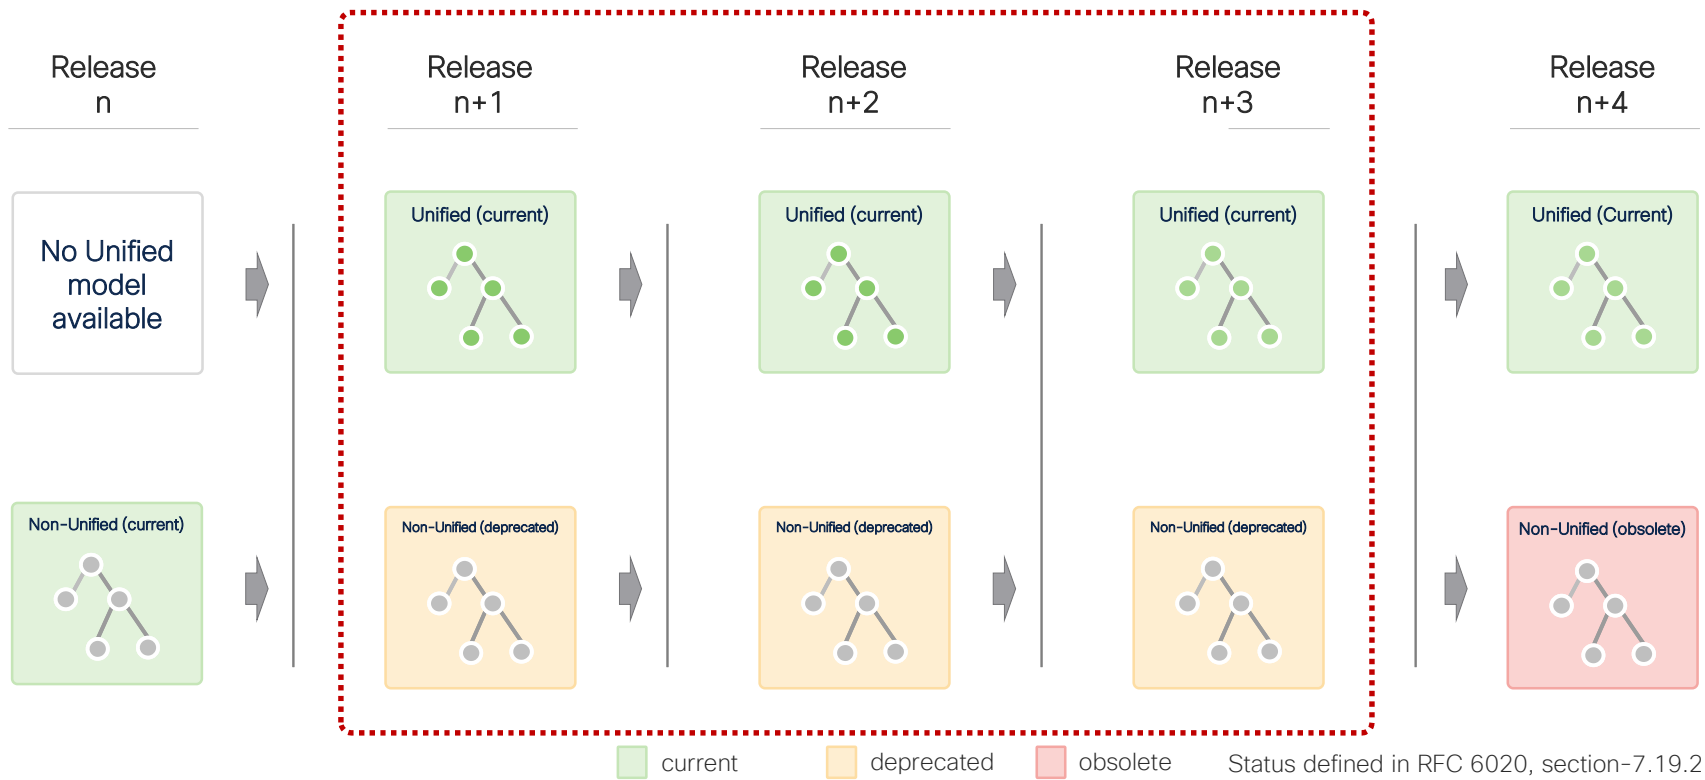 Release
n
Release
n+1
Release
n+2
Release
n+3
Release
n+4
No Unified
model
available
Unified (current)
Unified (current)
Unified (current)
Unified (Current)
Non-Unified (current)
Non-Unified (deprecated)
Non-Unified (deprecated)
Non-Unified (deprecated)
Non-Unified (obsolete)
current
deprecated
obsolete
Status defined in RFC 6020, section-7.19.2